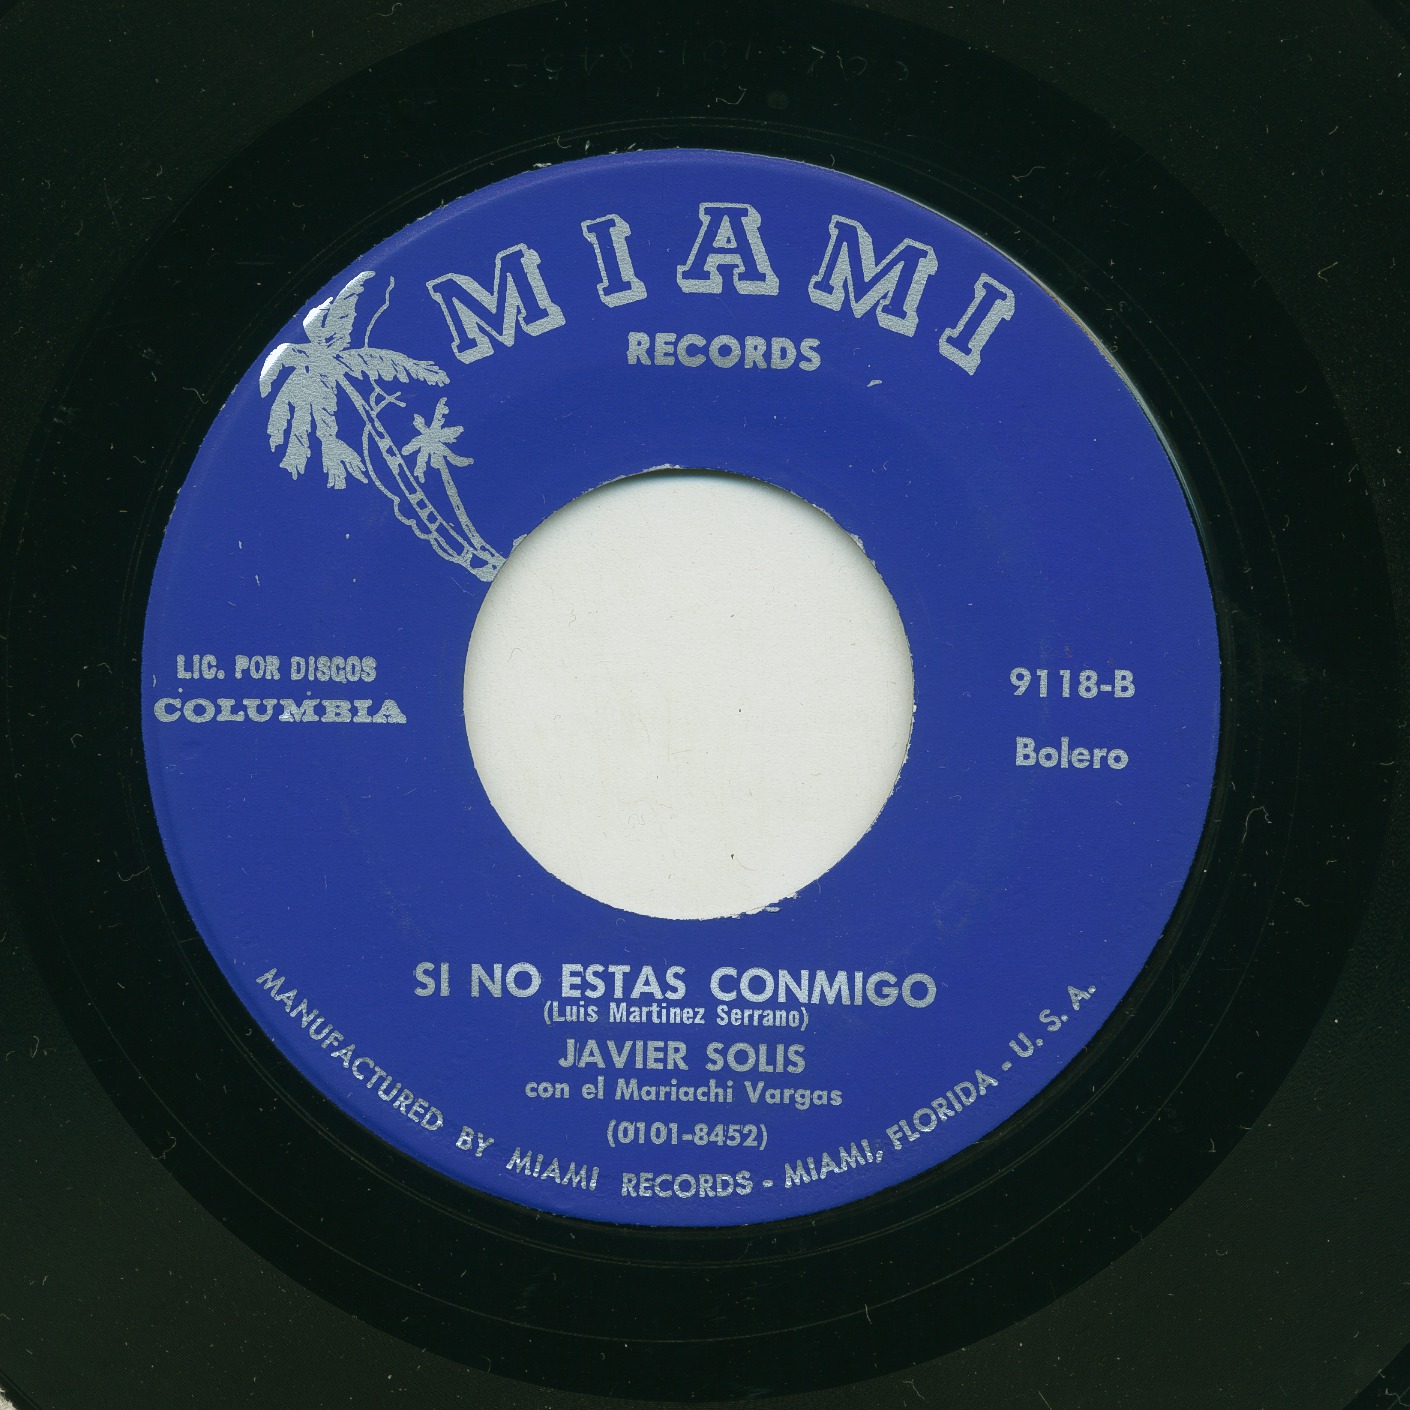 MIAMI
RECORDS
LIC. POR DISCOS
COLUMBIA
9118-B
Bolero
SI NO ESTAS CONMIGO
(Luis Martinez Serrano)
JAVIER SOLIS
con el Mariachi Vargas
(0101-8452)
MANUFACTURED BY MIAMI RECORDS - MIAMI, FLORIDA - U. S. A.